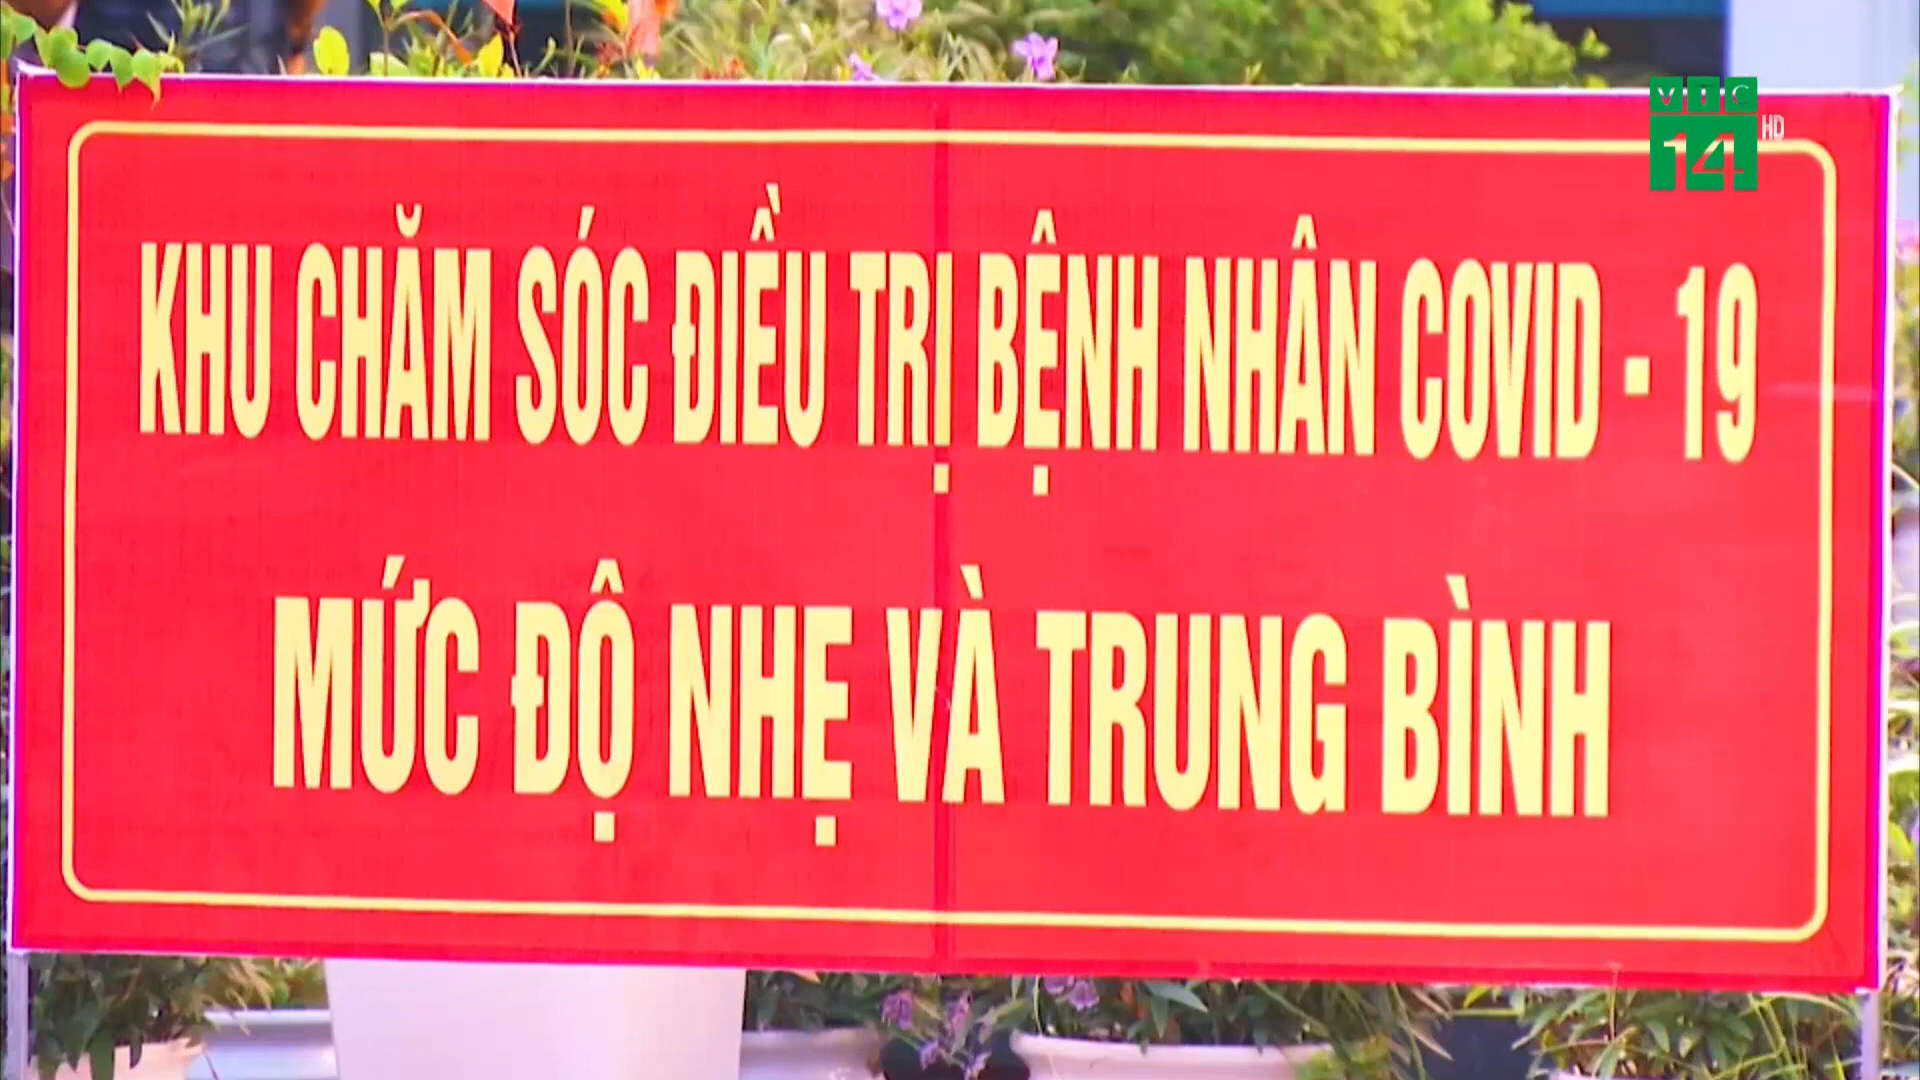 VTC
14 HD
KHU CHĂM SÓC ĐIỀU TRỊ BỆNH NHÂN COVID - 19
MỨC ĐỘ NHẸ VÀ TRUNG BÌNH